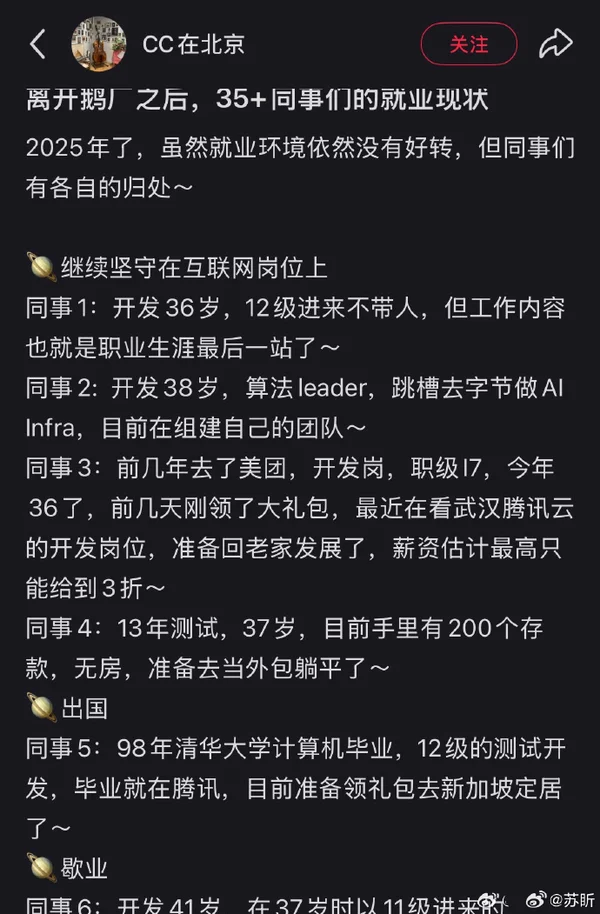 CC在北京
关注
离开鹅厂之后，35+同事们的就业现状
2025年了，虽然就业环境依然没有好转，但同事们
有各自的归处～
继续坚守在互联网岗位上
同事1：开发36岁，12级进来不带人，但工作内容
也就是职业生涯最后一站了～
同事2：开发38岁，算法leader，跳槽去字节做AI
Infra，目前在组建自己的团队～
同事3：前几年去了美团，开发岗，职级l7，今年
36了，前几天刚领了大礼包，最近在看武汉腾讯云
的开发岗位，准备回老家发展了，薪资估计最高只
能给到3折～
同事4：13年测试，37岁，目前手里有200个存
款，无房，准备去当外包躺平了～
出国
同事5：98年清华大学计算机毕业，12级的测试开
发，毕业就在腾讯，目前准备领礼包去新加坡定居
了～
歇业
同事6：开发41岁，在37岁时以11级进来的
@苏昕